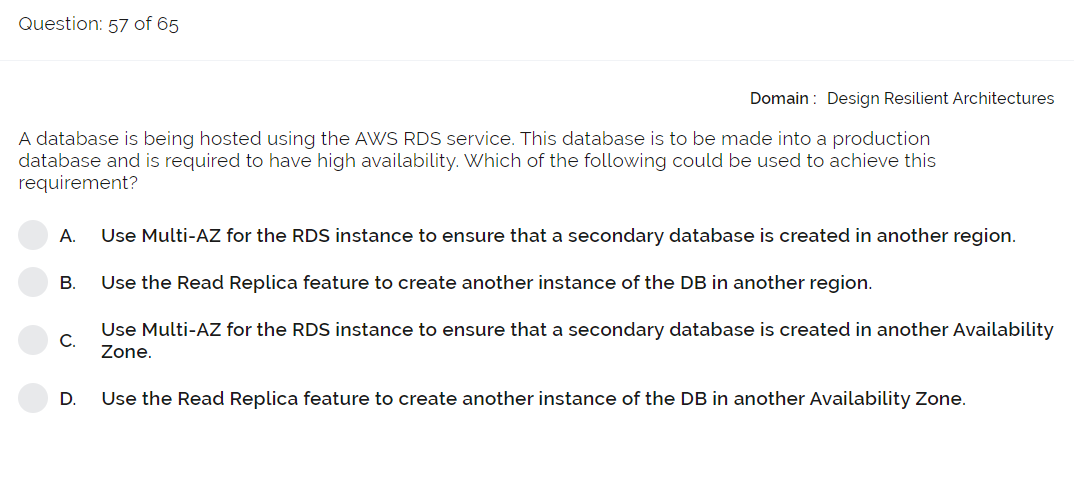 Question: 57 of 65
Domain : Design Resilient Architectures
A database is being hosted using the AWS RDS service. This database is to be made into a production
database and is required to have high availability. Which of the following could be used to achieve this
requirement?
A. Use Multi-AZ for the RDS instance to ensure that a secondary database is created in another region.
B. Use the Read Replica feature to create another instance of the DB in another region.
C. Use Multi-AZ for the RDS instance to ensure that a secondary database is created in another Availability
Zone.
D. Use the Read Replica feature to create another instance of the DB in another Availability Zone.